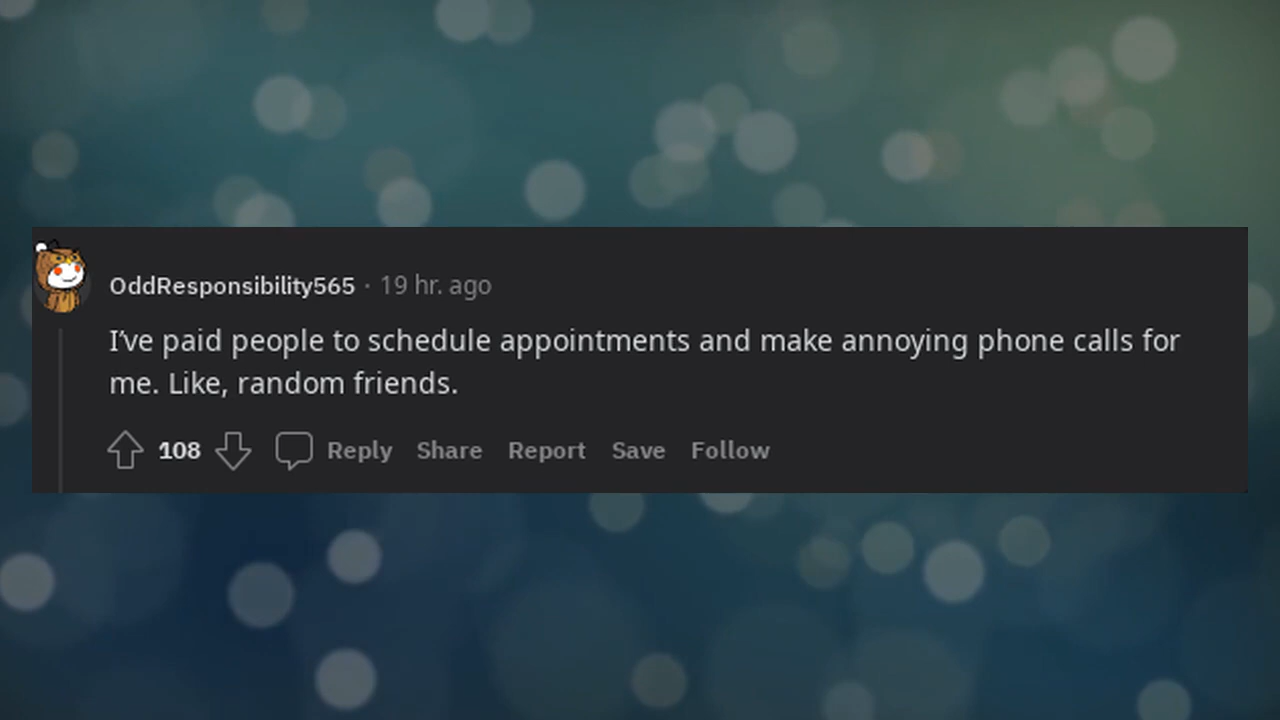 OddResponsibility565 · 19 hr. ago
I’ve paid people to schedule appointments and make annoying phone calls for
me. Like, random friends.
108 Reply Share Report Save Follow